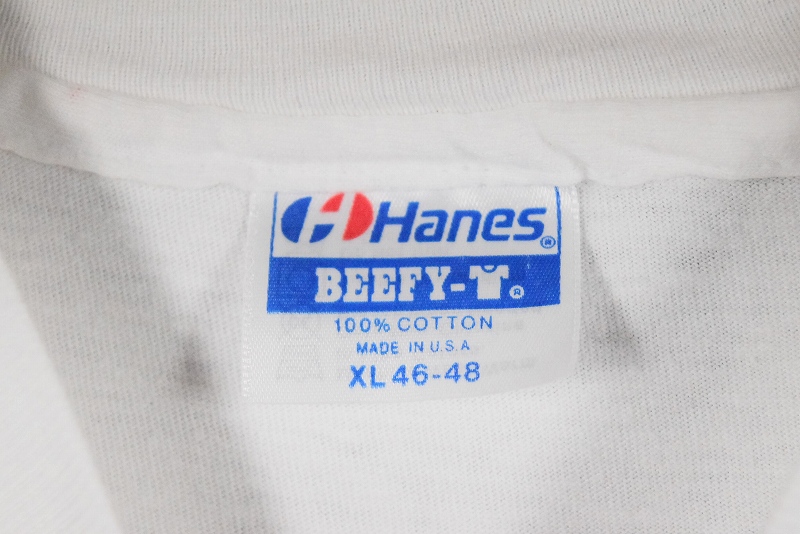 Hanes®
BEEFY-T®
100% COTTON
MADE IN U.S.A.
XL 46-48